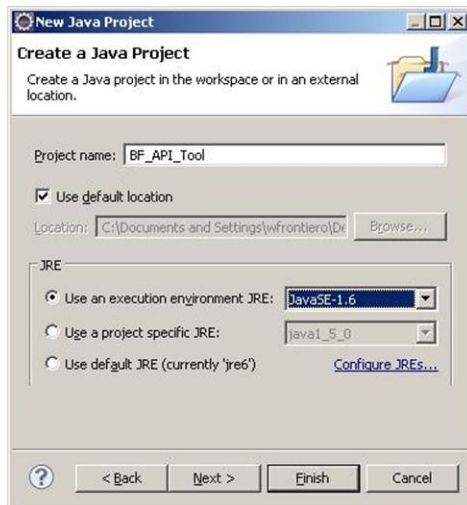 New Java Project
Create a Java Project
Create a Java project in the workspace or in an external
location.
Project name: BF_API_Tool
Use default location
Location: C:\Documents and Settings\wfrontiero\De Browse...
JRE
Use an execution environment JRE: JavaSE-1.6
Use a project specific JRE: java1_5_0
Use default JRE (currently 'jre6') Configure JREs...
? < Back Next > Finish Cancel